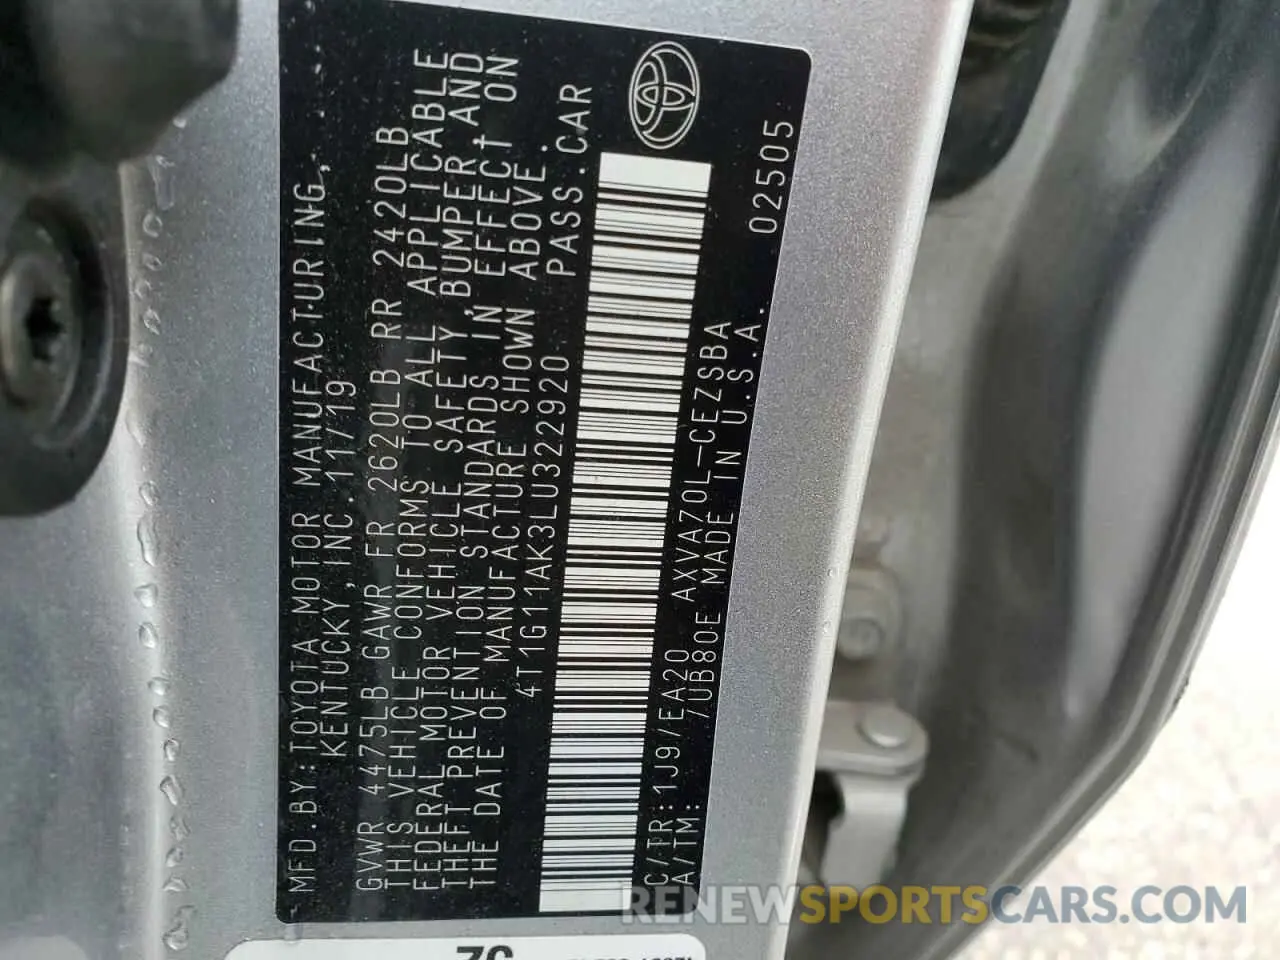 MFD.BY:TOYOTA MOTOR MANUFACTURING,
KENTUCKY,INC. 11/19
GVWR 4475LB GAWR FR 2620LB RR 2420LB
THIS VEHICLE CONFORMS TO ALL APPLICABLE
FEDERAL MOTOR VEHICLE SAFETY,BUMPER,AND
THEFT PREVENTION STANDARDS IN EFFECT ON
THE DATE OF MANUFACTURE SHOWN ABOVE.
4T1G11AK3LU322920 PASS.CAR
C/TR:1J9/EA20
A/TM: /UB80E AXVA70L-CEZSBA
MADE IN U.S.A. 02505
RENEWSPORTSCARS.COM